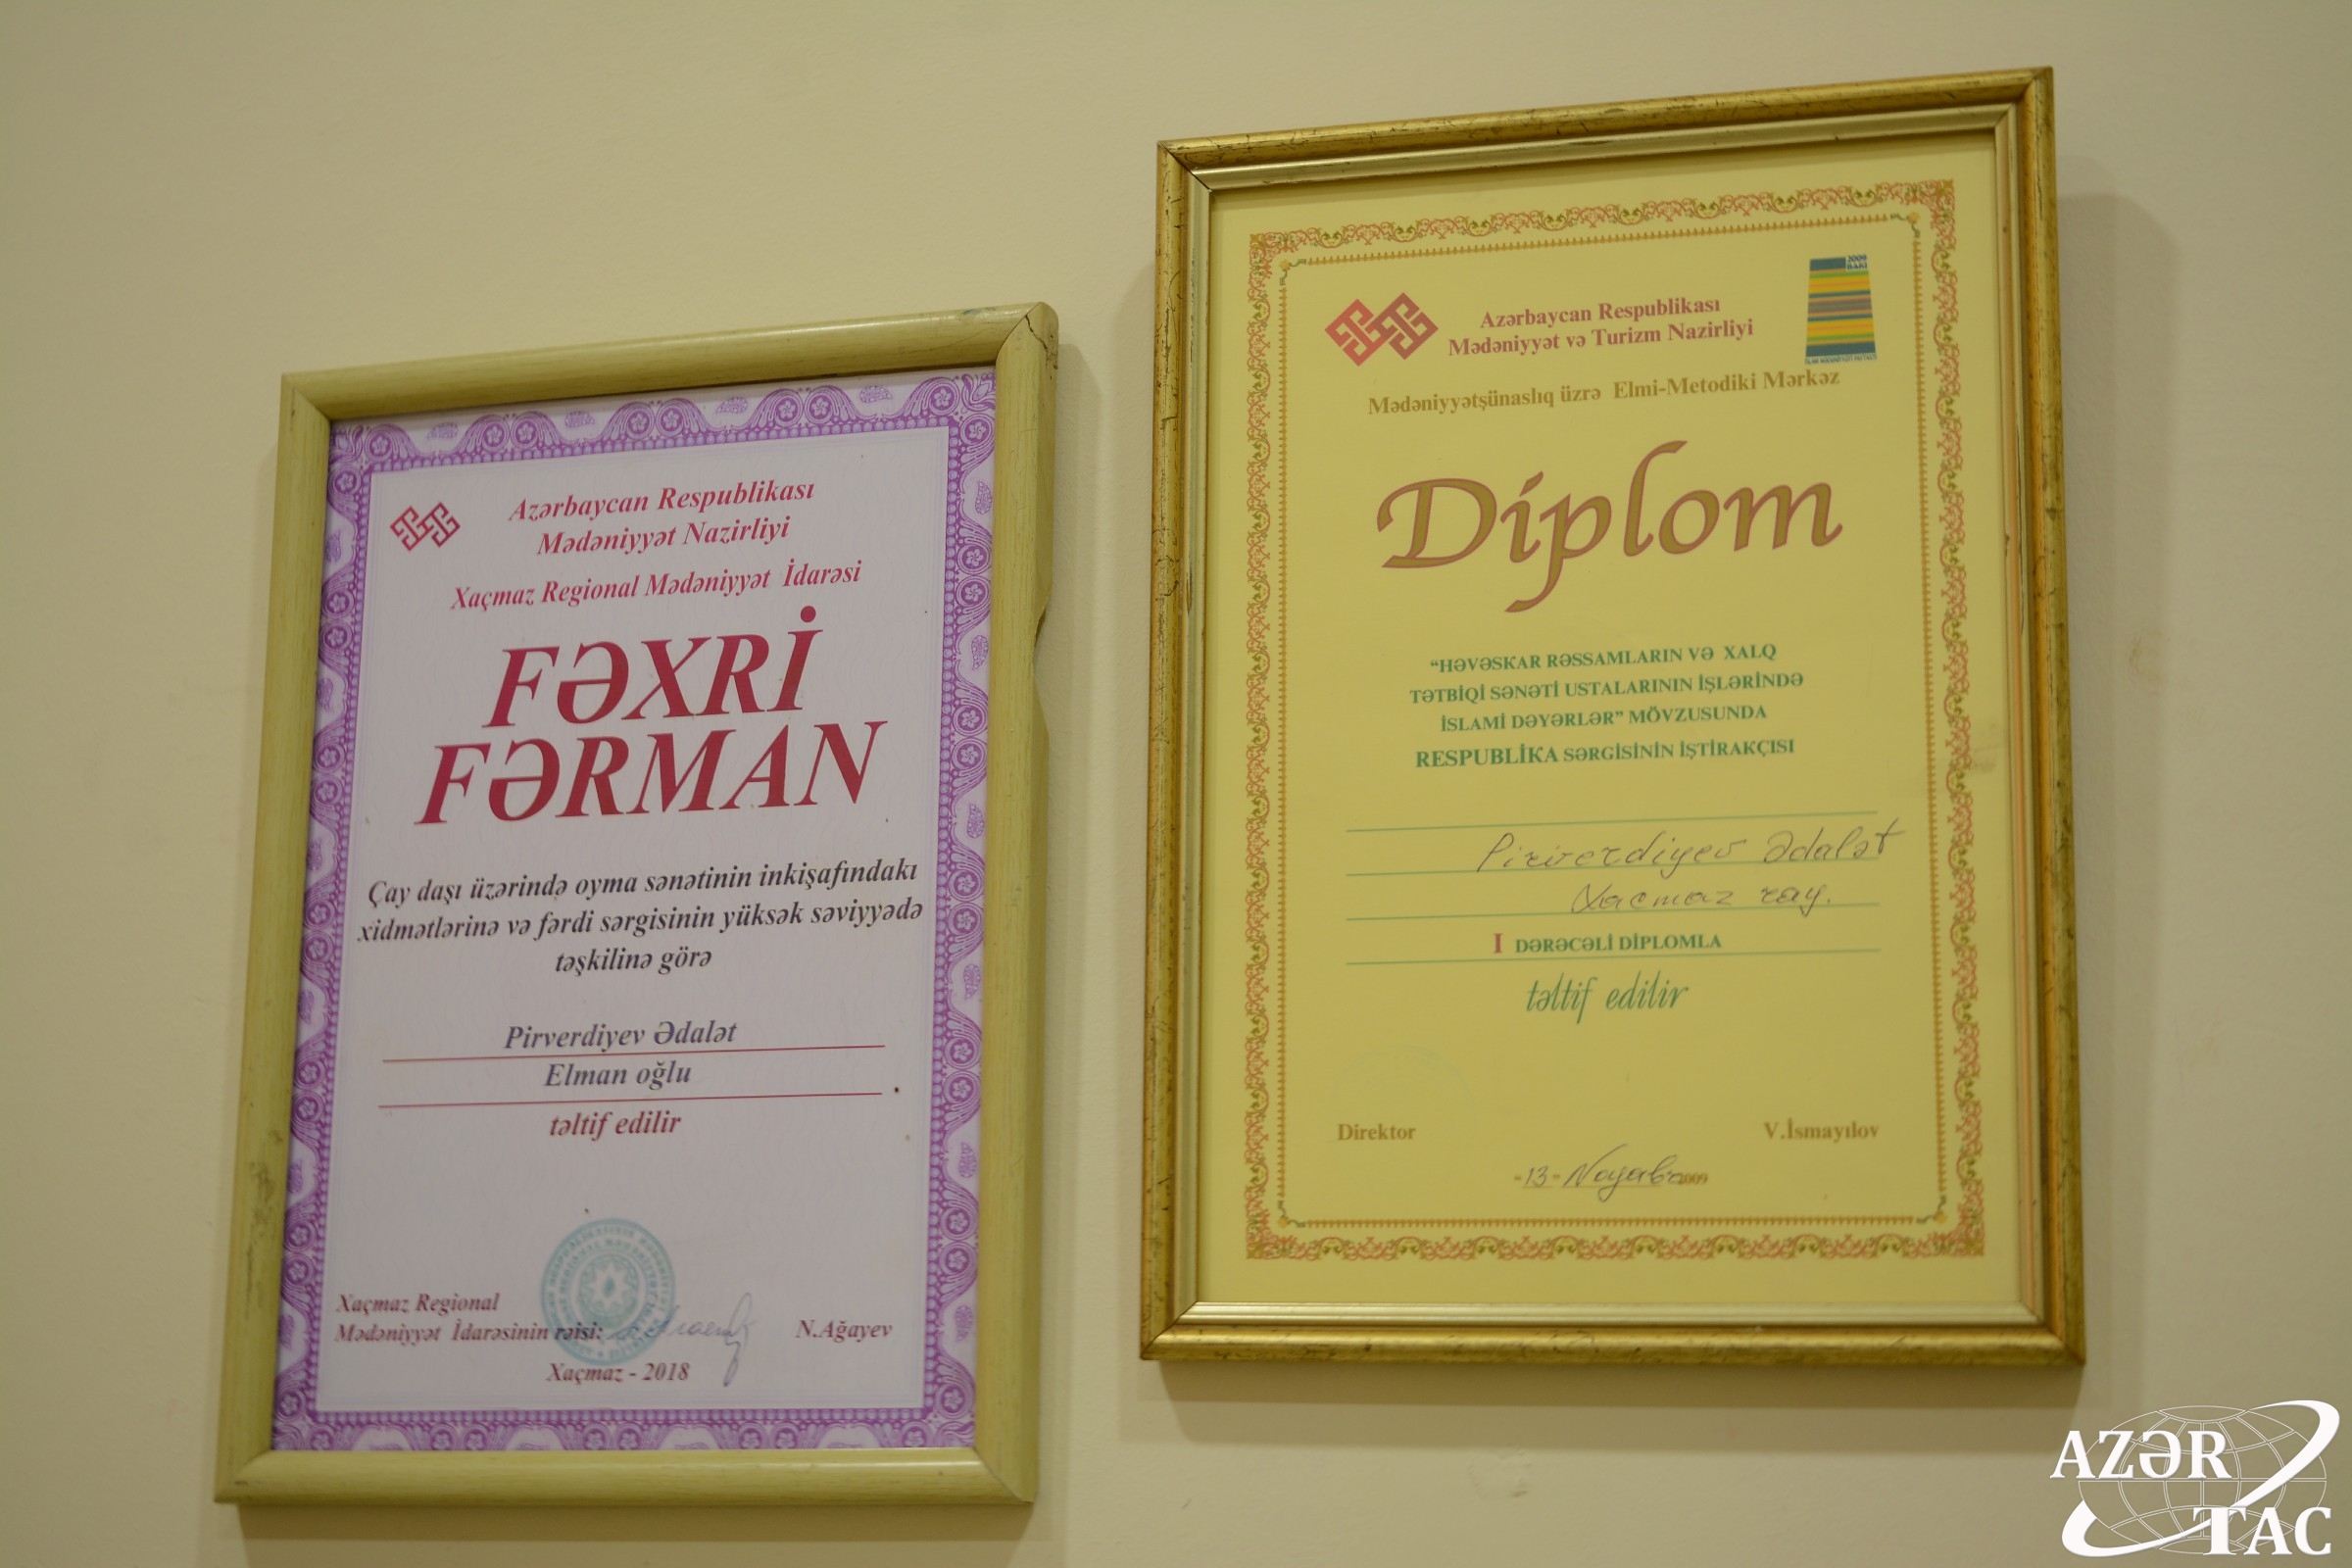 Azərbaycan Respublikası
Mədəniyyət Nazirliyi
Xaçmaz Regional Mədəniyyət İdarəsi
FƏXRİ
FƏRMAN
Çay daşı üzərində oyma sənətinin inkişafındakı
xidmətlərinə və fərdi sərgisinin yüksək səviyyədə
təşkilinə görə
Pirverdiyev Ədalət
Elman oğlu
təltif edilir
Xaçmaz Regional
Mədəniyyət İdarəsinin rəisi:
N.Ağayev
Xaçmaz - 2018
2009
BAKI
Azərbaycan Respublikası
Mədəniyyət və Turizm Nazirliyi
Mədəniyyətşünaslıq üzrə Elmi-Metodiki Mərkəz
Diplom
“HƏVƏSKAR RƏSSAMLARIN VƏ XALQ
TƏTBİQİ SƏNƏTİ USTALARININ İŞLƏRİNDƏ
İSLAMİ DƏYƏRLƏR” MÖVZUSUNDA
RESPUBLİKA SƏRGİSİNİN İŞTİRAKÇISI
Pirverdiyev Ədalət
Xaçmaz ray.
I DƏRƏCƏLİ DİPLOMLA
təltif edilir
Direktor
V.İsmayılov
-13- Noyabr 2009
AZƏR
TAC